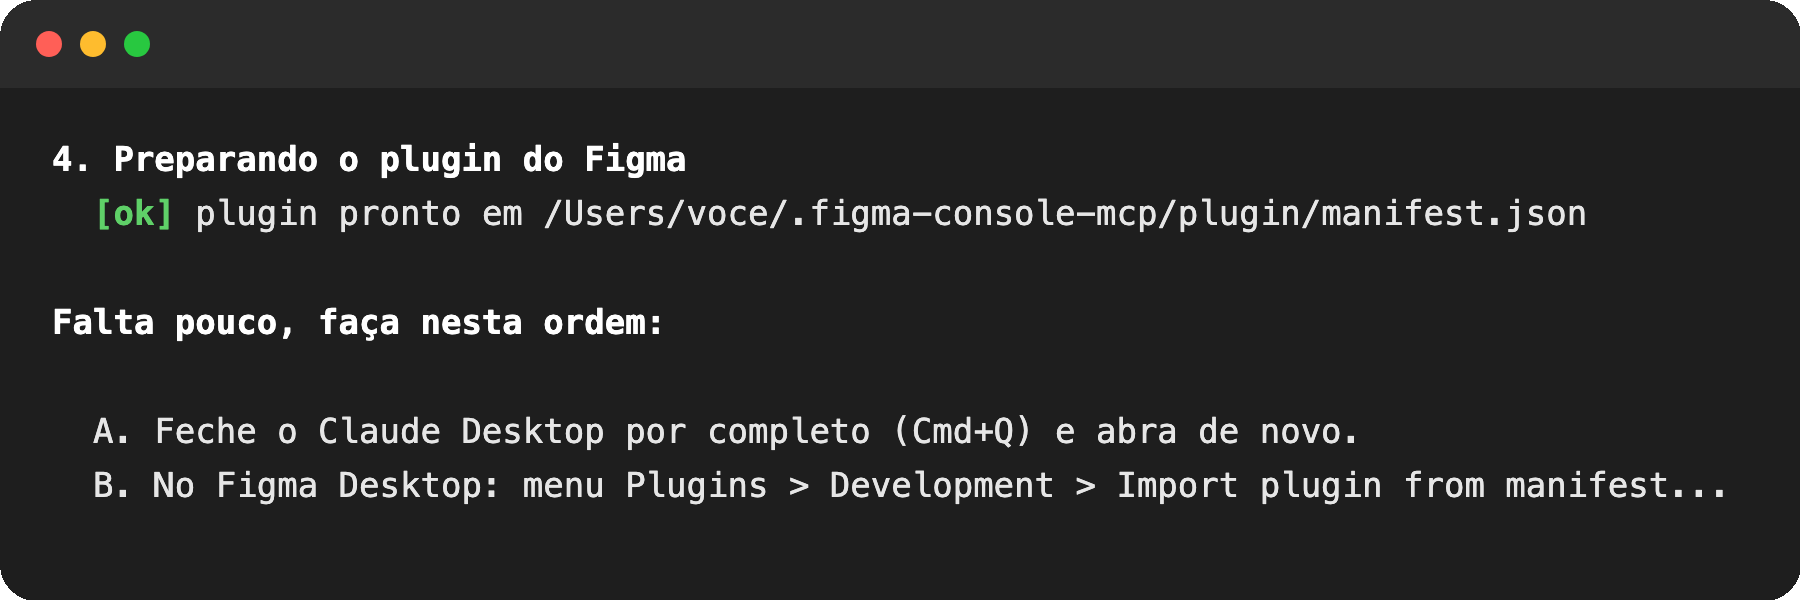 4. Preparando o plugin do Figma
[ok] plugin pronto em /Users/voce/.figma-console-mcp/plugin/manifest.json
Falta pouco, faça nesta ordem:
A. Feche o Claude Desktop por completo (Cmd+Q) e abra de novo.
B. No Figma Desktop: menu Plugins > Development > Import plugin from manifest...